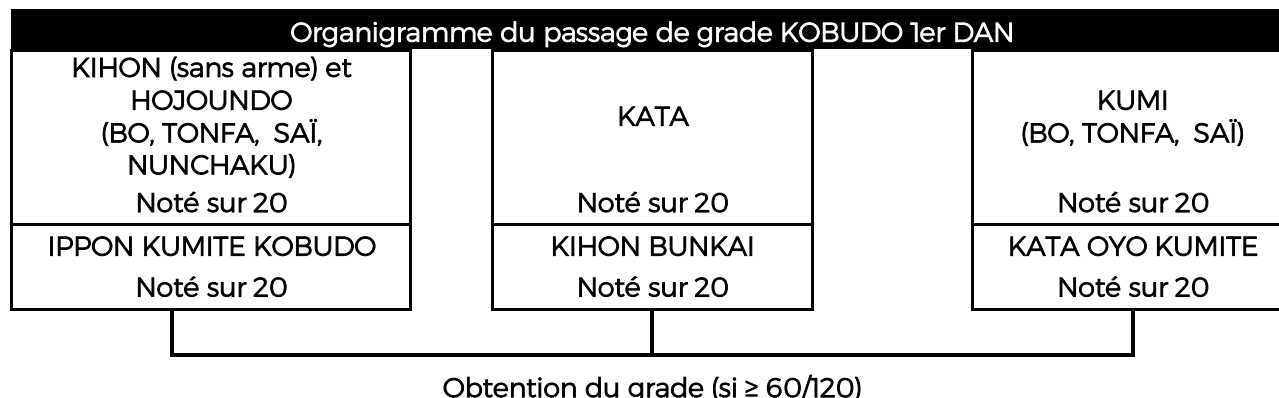 Organigramme du passage de grade KOBUDO 1er DAN
KIHON (sans arme) et
HOJOUNDO
(BO, TONFA, SAÏ,
NUNCHAKU)
Noté sur 20
IPPON KUMITE KOBUDO
Noté sur 20
KATA
Noté sur 20
KIHON BUNKAI
Noté sur 20
KUMI
(BO, TONFA, SAÏ)
Noté sur 20
KATA OYO KUMITE
Noté sur 20
Obtention du grade (si ≥ 60/120)